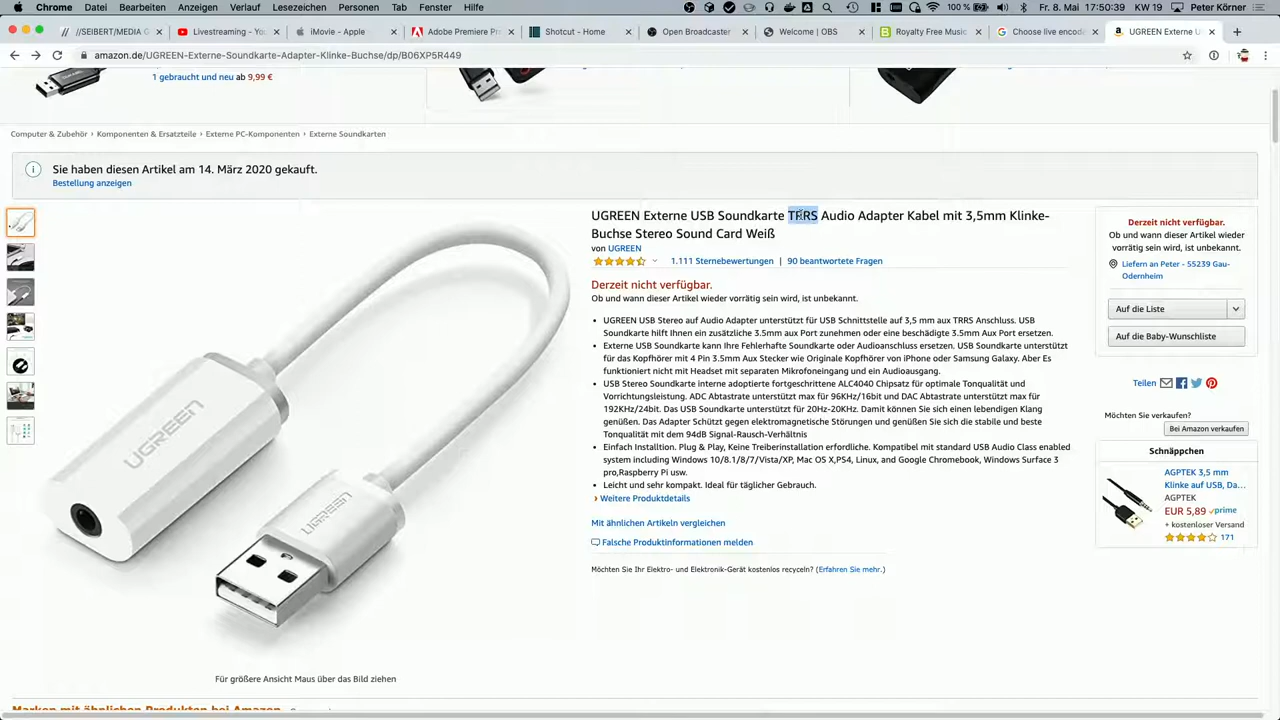 Chrome Datei Bearbeiten Anzeigen Verlauf Lesezeichen Personen Tab Fenster Hilfe
100 % Fr. 8. Mai 17:50:39 KW 19 Peter Körner
//SEIBERT/MEDIA G
Livestreaming - Yo
iMovie - Apple
Adobe Premiere Pr
Shotcut - Home
Open Broadcaster
Welcome | OBS
Royalty Free Music
Choose live encod
UGREEN Externe U
amazon.de/UGREEN-Externe-Soundkarte-Adapter-Klinke-Buchse/dp/B06XP5R449
1 gebraucht und neu ab 9,99 €
Computer & Zubehör › Komponenten & Ersatzteile › Externe PC-Komponenten › Externe Soundkarten
Sie haben diesen Artikel am 14. März 2020 gekauft.
Bestellung anzeigen
UGREEN
UGREEN
Für größere Ansicht Maus über das Bild ziehen
UGREEN Externe USB Soundkarte TRRS Audio Adapter Kabel mit 3,5mm Klinke-
Buchse Stereo Sound Card Weiß
von UGREEN
1.111 Sternebewertungen | 90 beantwortete Fragen
Derzeit nicht verfügbar.
Ob und wann dieser Artikel wieder vorrätig sein wird, ist unbekannt.
• UGREEN USB Stereo auf Audio Adapter unterstützt für USB Schnittstelle auf 3,5 mm aux TRRS Anschluss. USB
Soundkarte hilft Ihnen ein zusätzliche 3.5mm aux Port zunehmen oder eine beschädigte 3.5mm Aux Port ersetzen.
• Externe USB Soundkarte kann Ihre Fehlerhafte Soundkarte oder Audioanschluss ersetzen. USB Soundkarte unterstützt
für das Kopfhörer mit 4 Pin 3.5mm Aux Stecker wie Originale Kopfhörer von iPhone oder Samsung Galaxy. Aber Es
funktioniert nicht mit Headset mit separaten Mikrofoneingang und ein Audioausgang.
• USB Stereo Soundkarte interne adoptierte fortgeschrittene ALC4040 Chipsatz für optimale Tonqualität und
Vorrichtungsleistung. ADC Abtastrate unterstützt max für 96KHz/16bit und DAC Abtastrate unterstützt max für
192KHz/24bit. Das USB Soundkarte unterstützt für 20Hz-20KHz. Damit können Sie sich einen lebendigen Klang
genüßen. Das Adapter Schützt gegen elektromagnetische Störungen und genüßen Sie sich die stabile und beste
Tonqualität mit dem 94dB Signal-Rausch-Verhältnis
• Einfach Installtion. Plug & Play, Keine Treiberinstallation erfordliche. Kompatibel mit standard USB Audio Class enabled
system including Windows 10/8.1/8/7/Vista/XP, Mac OS X,PS4, Linux, and Google Chromebook, Windows Surface 3
pro,Raspberry Pi usw.
• Leicht und sehr kompakt. Ideal für täglicher Gebrauch.
› Weitere Produktdetails
Mit ähnlichen Artikeln vergleichen
Falsche Produktinformationen melden
Möchten Sie Ihr Elektro- und Elektronik-Gerät kostenlos recyceln? (Erfahren Sie mehr.)
Derzeit nicht verfügbar.
Ob und wann dieser Artikel wieder
vorrätig sein wird, ist unbekannt.
Liefern an Peter - 55239 Gau-
Odernheim
Auf die Liste
Auf die Baby-Wunschliste
Teilen
Möchten Sie verkaufen?
Bei Amazon verkaufen
Schnäppchen
AGPTEK 3,5 mm
Klinke auf USB, Da...
AGPTEK
EUR 5,89 prime
+ kostenloser Versand
171
Marken mit ähnlichen Produkten bei Amazon